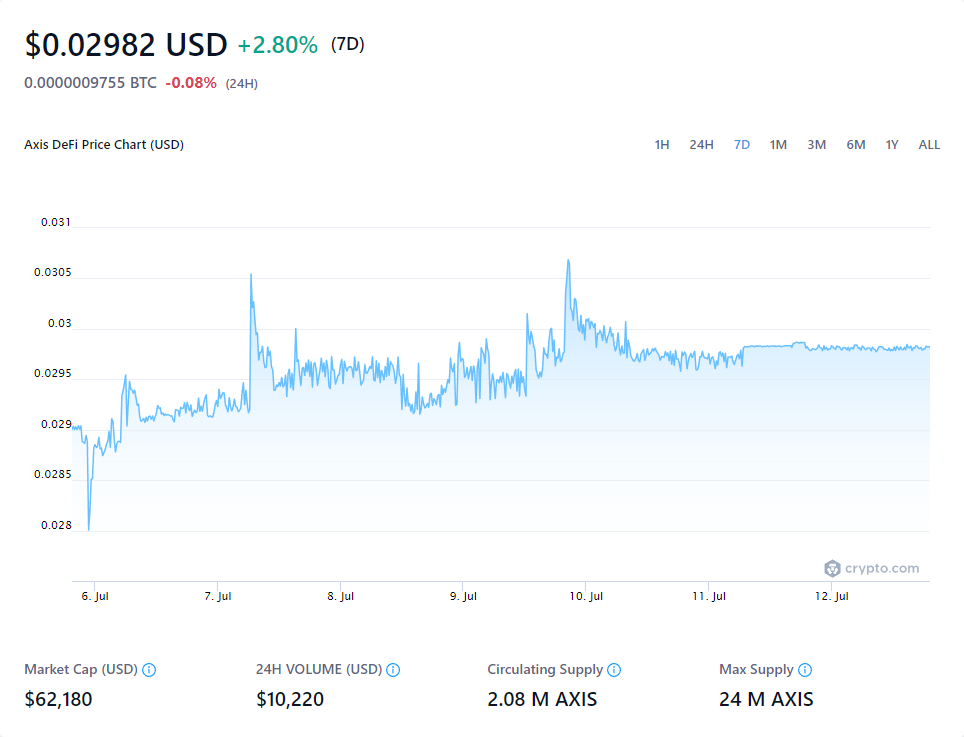 $0.02982 USD +2.80% (7D)
0.0000009755 BTC -0.08% (24H)
Axis DeFi Price Chart (USD)
1H 24H 7D 1M 3M 6M 1Y ALL
0.031
0.0305
0.03
0.0295
0.029
0.0285
0.028
crypto.com
6. Jul 7. Jul 8. Jul 9. Jul 10. Jul 11. Jul 12. Jul
Market Cap (USD) 24H VOLUME (USD) Circulating Supply Max Supply
$62,180 $10,220 2.08 M AXIS 24 M AXIS